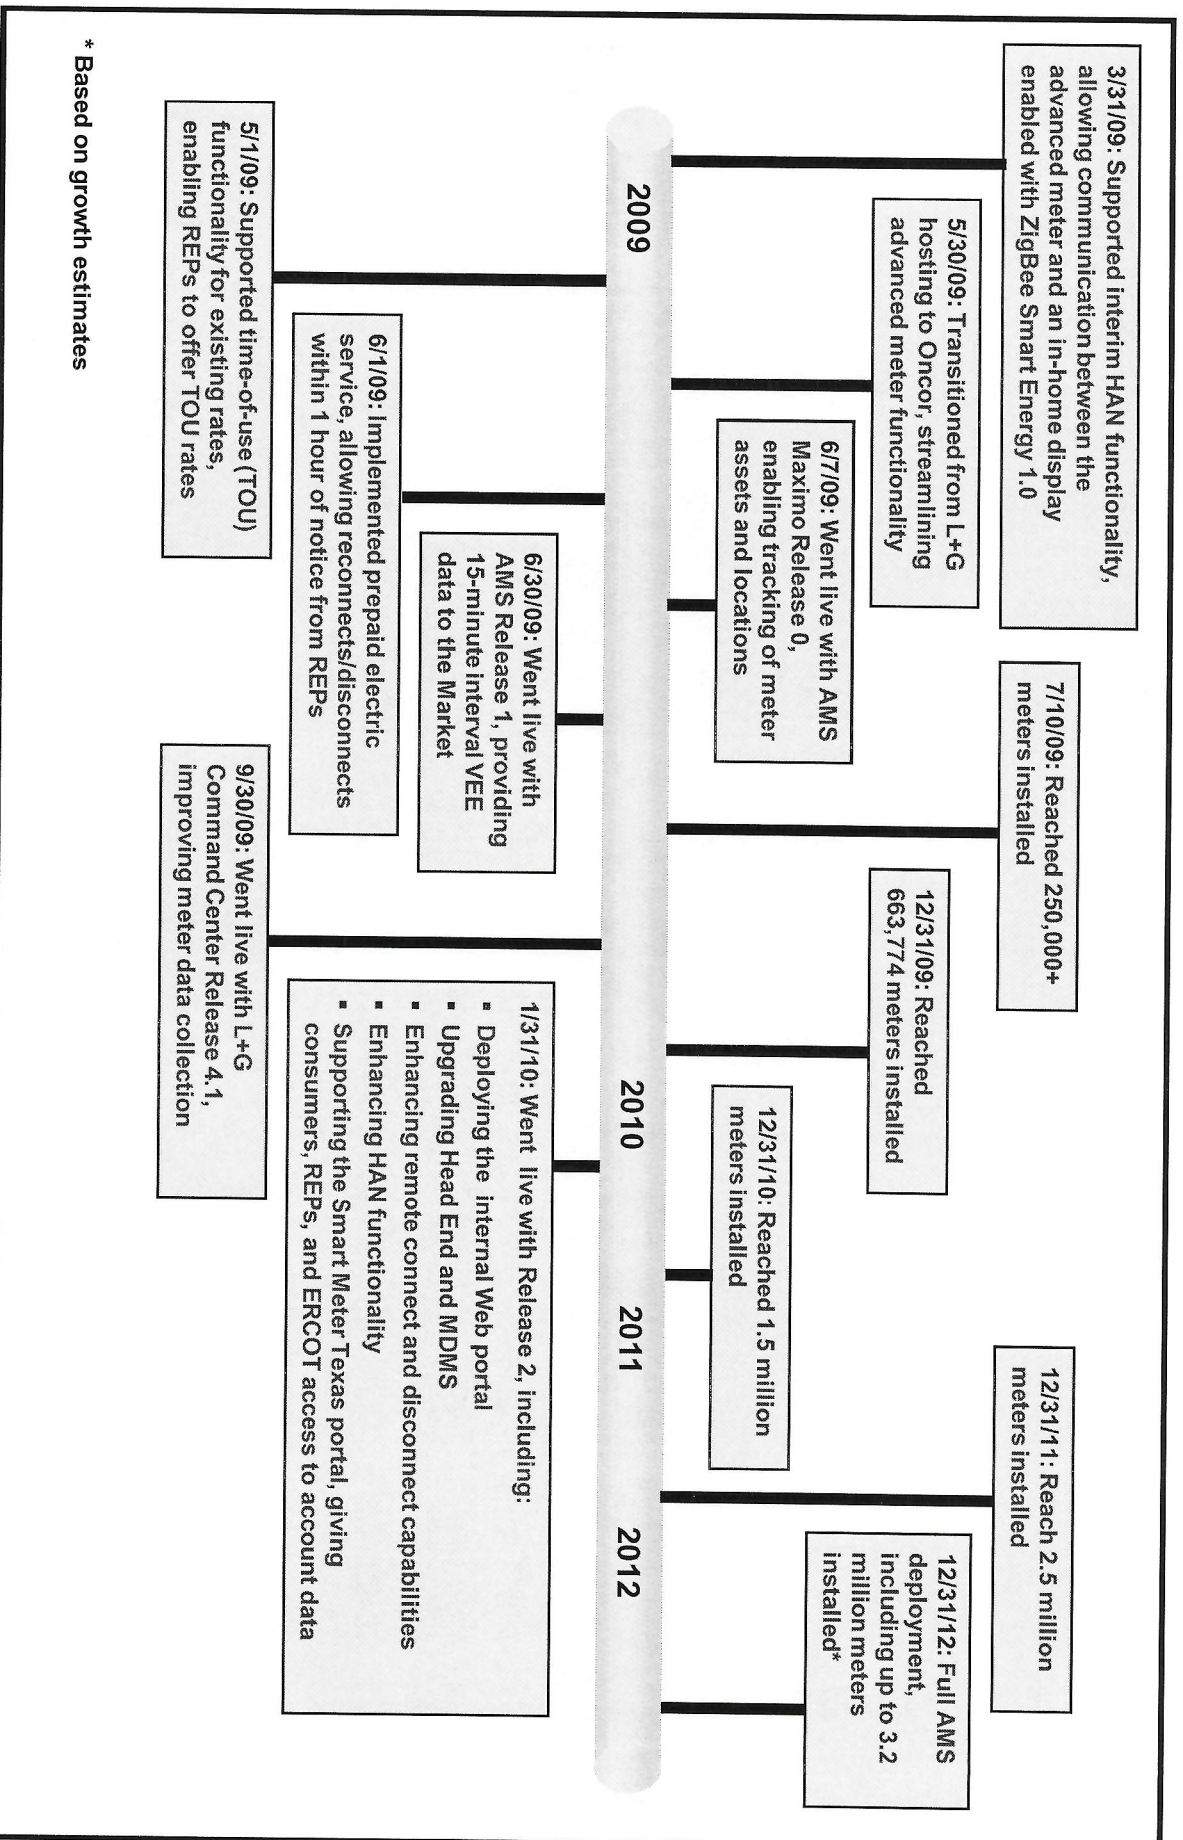 3/31/09: Supported interim HAN functionality,
allowing communication between the
advanced meter and an in-home display
enabled with ZigBee Smart Energy 1.0
5/30/09: Transitioned from L+G
hosting to Oncor, streamlining
advanced meter functionality
6/7/09: Went live with AMS
Maximo Release 0,
enabling tracking of meter
assets and locations
7/10/09: Reached 250,000+
meters installed
12/31/09: Reached
663,774 meters installed
12/31/10: Reached 1.5 million
meters installed
12/31/11: Reach 2.5 million
meters installed
12/31/12: Full AMS
deployment,
including up to 3.2
million meters
installed*
2009
2010
2011
2012
5/1/09: Supported time-of-use (TOU)
functionality for existing rates,
enabling REPs to offer TOU rates
6/1/09: Implemented prepaid electric
service, allowing reconnects/disconnects
within 1 hour of notice from REPs
6/30/09: Went live with
AMS Release 1, providing
15-minute interval VEE
data to the Market
9/30/09: Went live with L+G
Command Center Release 4.1,
improving meter data collection
1/31/10: Went live with Release 2, including:
▪ Deploying the internal Web portal
▪ Upgrading Head End and MDMS
▪ Enhancing remote connect and disconnect capabilities
▪ Enhancing HAN functionality
▪ Supporting the Smart Meter Texas portal, giving
consumers, REPs, and ERCOT access to account data
* Based on growth estimates